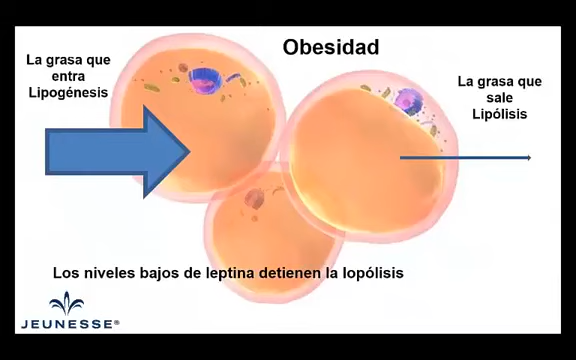 Obesidad
La grasa que
entra
Lipogénesis
La grasa que
sale
Lipólisis
Los niveles bajos de leptina detienen la lopólisis
JEUNESSE®